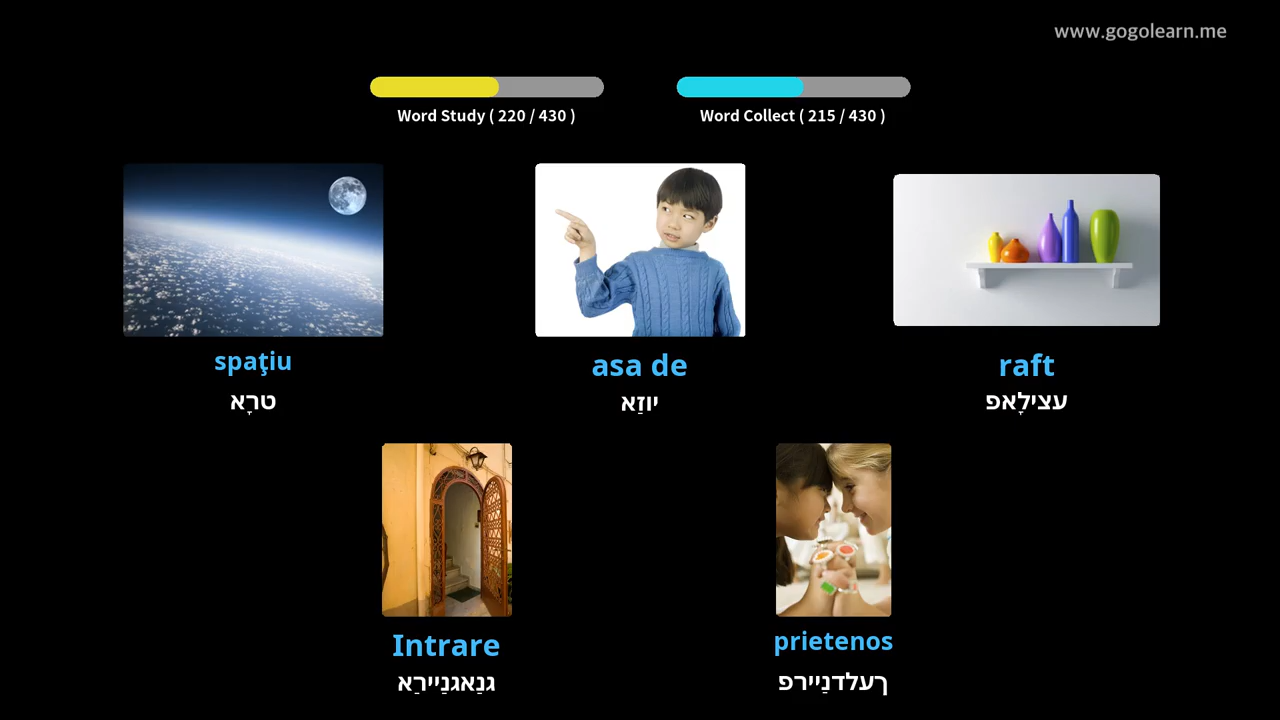 www.gogolearn.me
Word Study ( 220 / 430 )
Word Collect ( 215 / 430 )
spaţiu
טרָא
asa de
יוזַא
raft
עצילָאפ
Intrare
גנַאגנַיירַא
prietenos
ךעלדנַיירפ